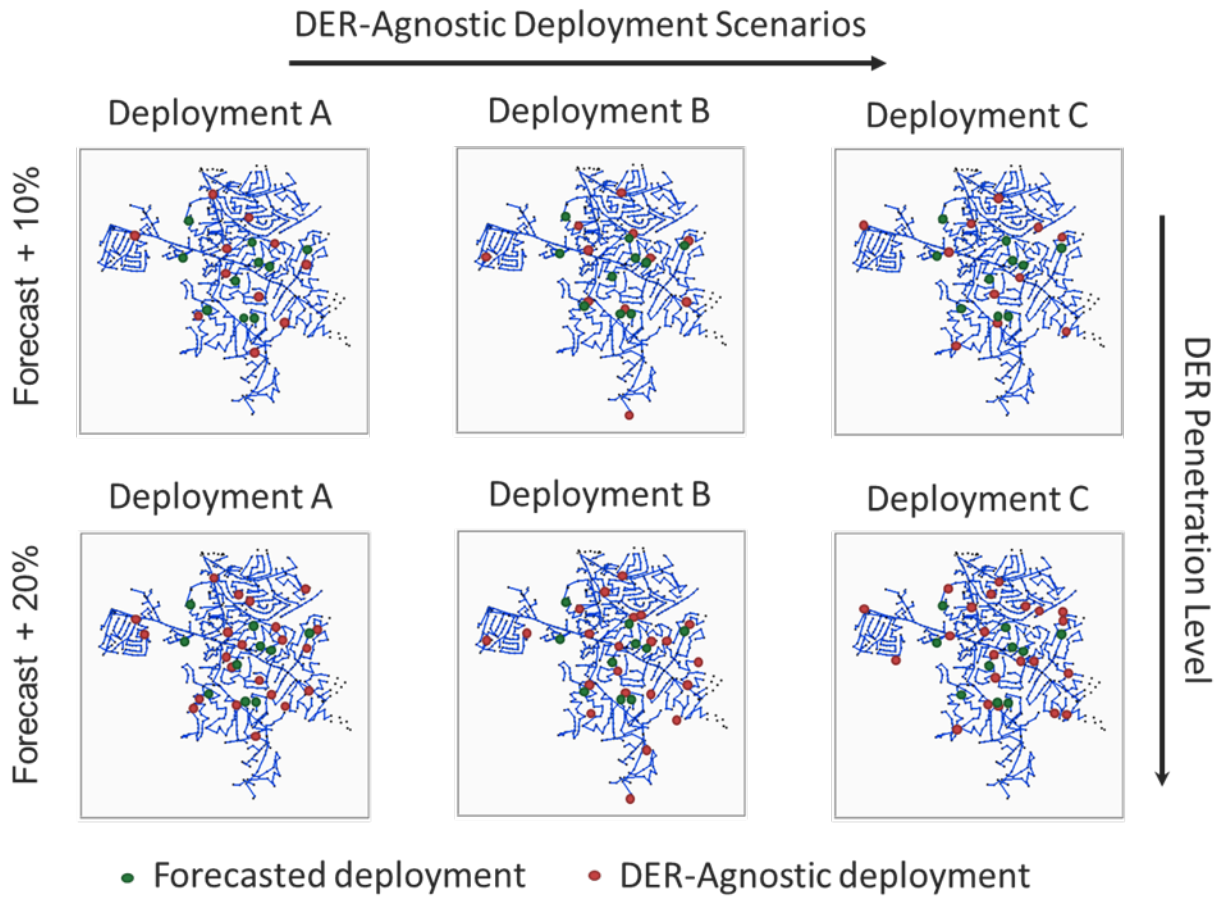 DER-Agnostic Deployment Scenarios
Deployment A
Deployment B
Deployment C
Forecast + 10%
DER Penetration Level
Deployment A
Deployment B
Deployment C
Forecast + 20%
Forecasted deployment
DER-Agnostic deployment